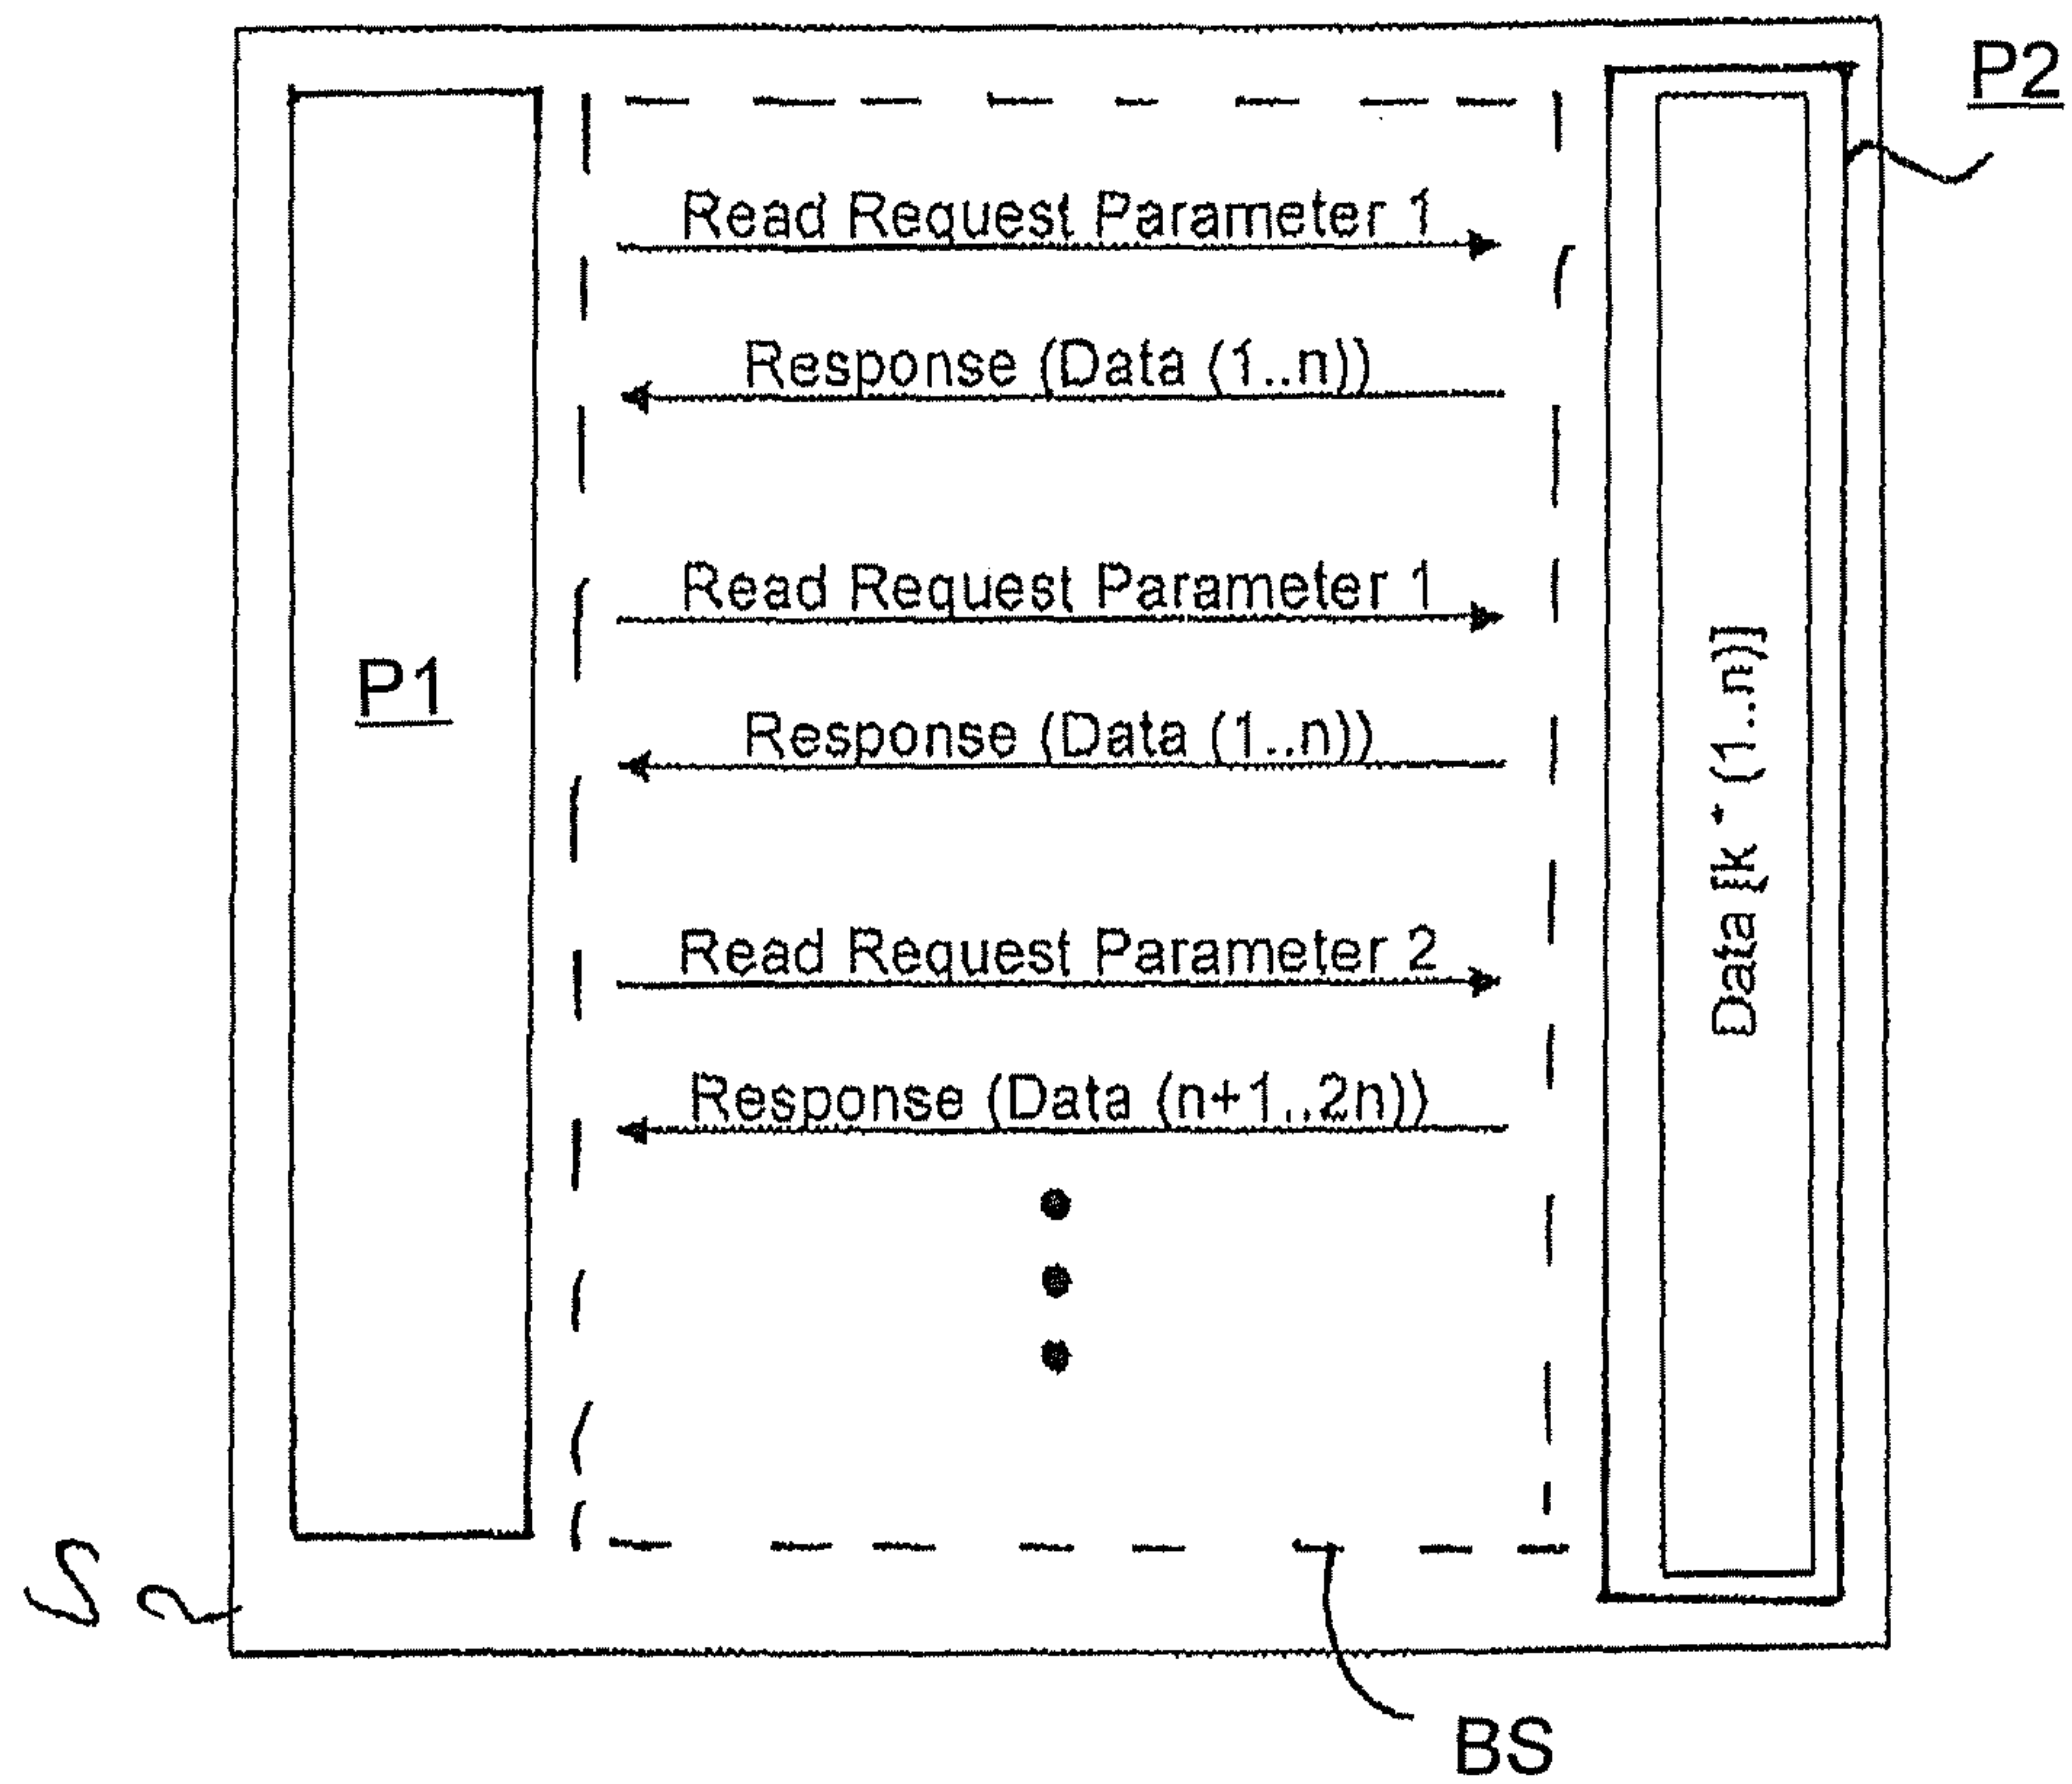 P2
Read Request Parameter 1
Response (Data (1..n))
Read Request Parameter 1
P1
Response (Data (1..n))
Data [k * (1..n)]
Read Request Parameter 2
Response (Data (n+1..2n))
S
BS